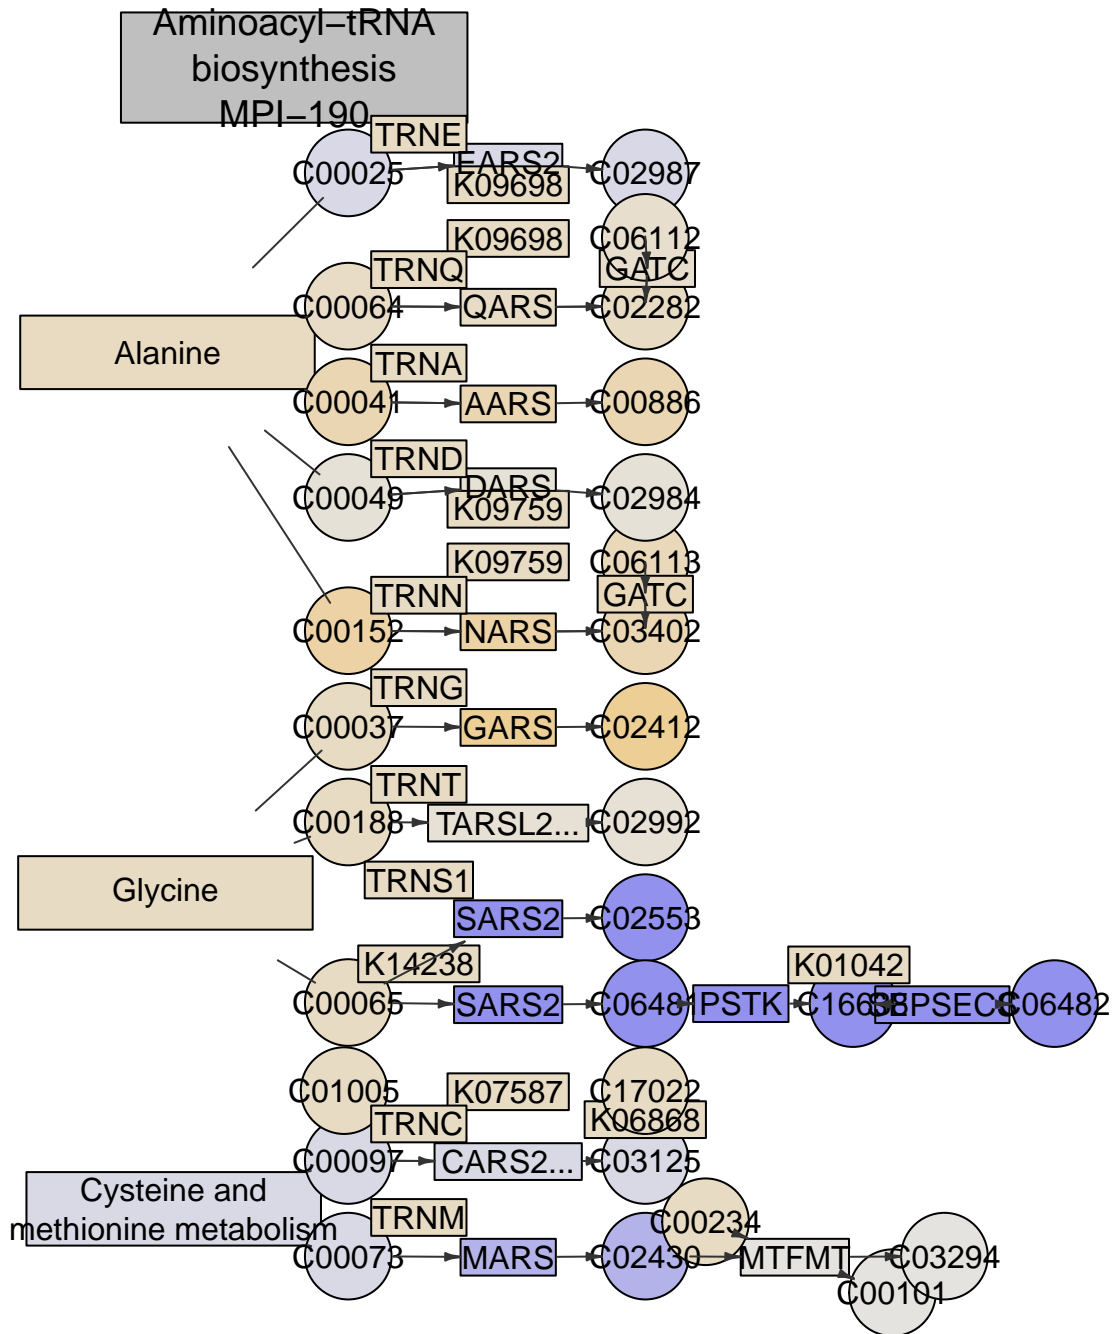 Aminoacyl−tRNA
biosynthesis
MPI−190
TRNE
C00025
EARS2
C02987
K09698
K09698
C06112
TRNQ
GATC
C00064
QARS
C02282
Alanine
TRNA
C00041
AARS
C00886
TRND
C00049
DARS
C02984
K09759
K09759
C06113
TRNN
GATC
C00152
NARS
C03402
TRNG
C00037
GARS
C02412
TRNT
C00188
TARSL2...
C02992
Glycine
TRNS1
SARS2
C02553
K14238
K01042
C00065
SARS2
C06481
PSTK
SEPSECS
C06482
C01005
K07587
C17022
TRNC
K06868
C00097
CARS2...
C03125
Cysteine and
methionine metabolism
TRNM
C00234
C00073
MARS
C02430
MTFMT
C03294
C00101